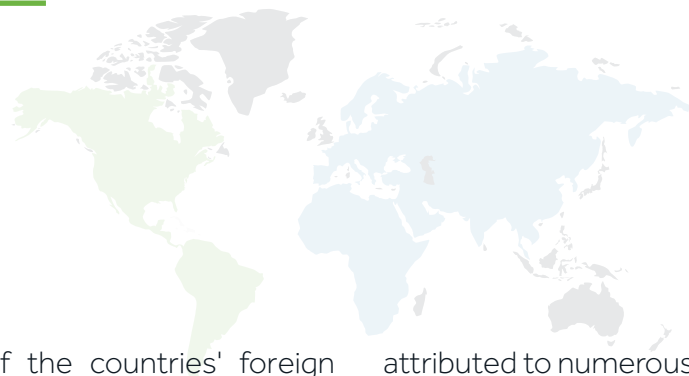 f the countries' foreign
attributed to numerous